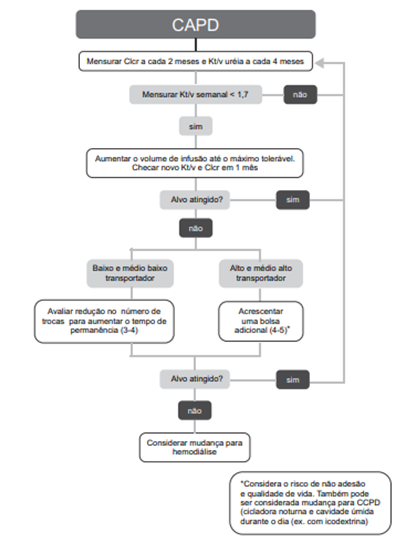 CAPD
Mensurar Clcr a cada 2 meses e Kt/v uréia a cada 4 meses
Mensurar Kt/v semanal < 1,7
não
sim
Aumentar o volume de infusão até o máximo tolerável.
Checar novo Kt/v e Clcr em 1 mês
Alvo atingido?
sim
não
Baixo e médio baixo
transportador
Alto e médio alto
transportador
Avaliar redução no número de
trocas para aumentar o tempo de
permanência (3-4)
Acrescentar
uma bolsa
adicional (4-5)*
Alvo atingido?
sim
não
Considerar mudança para
hemodiálise
*Considera o risco de não adesão
e qualidade de vida. Também pode
ser considerada mudança para CCPD
(cicladora noturna e cavidade úmida
durante o dia (ex. com icodextrina)